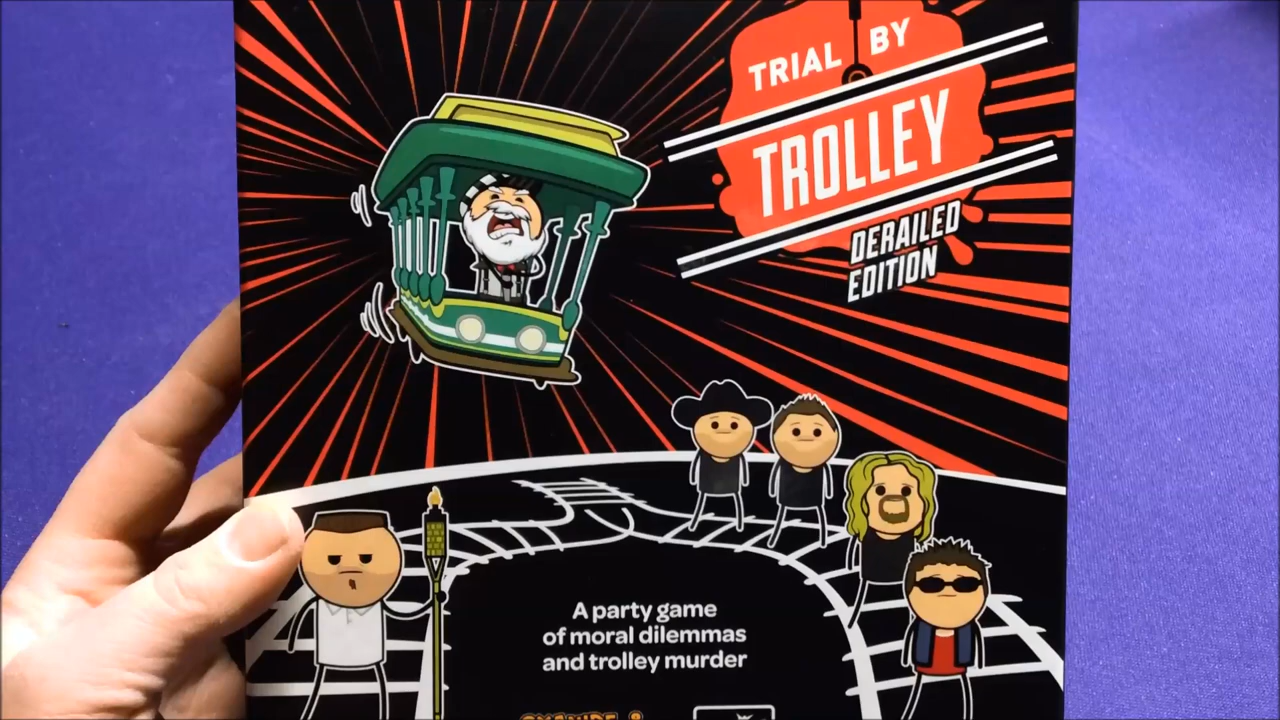 TRIAL BY
TROLLEY
DERAILED
EDITION
A party game
of moral dilemmas
and trolley murder